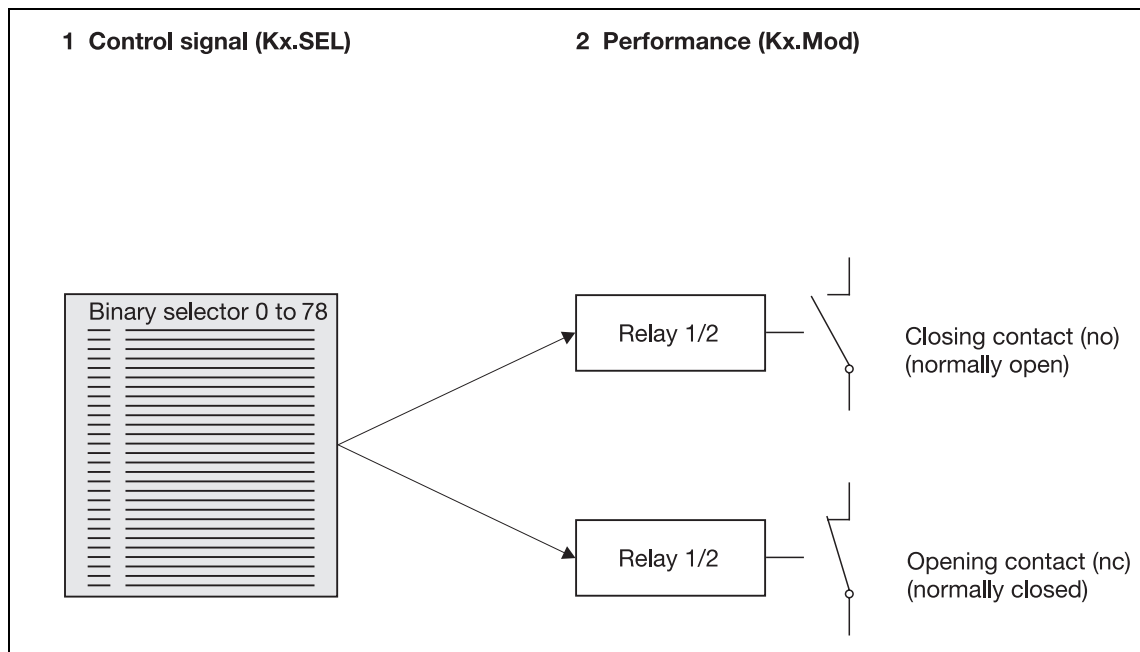 1 Control signal (Kx.SEL)
2 Performance (Kx.Mod)
Binary selector 0 to 78
Relay 1/2
Closing contact (no)
(normally open)
Relay 1/2
Opening contact (nc)
(normally closed)